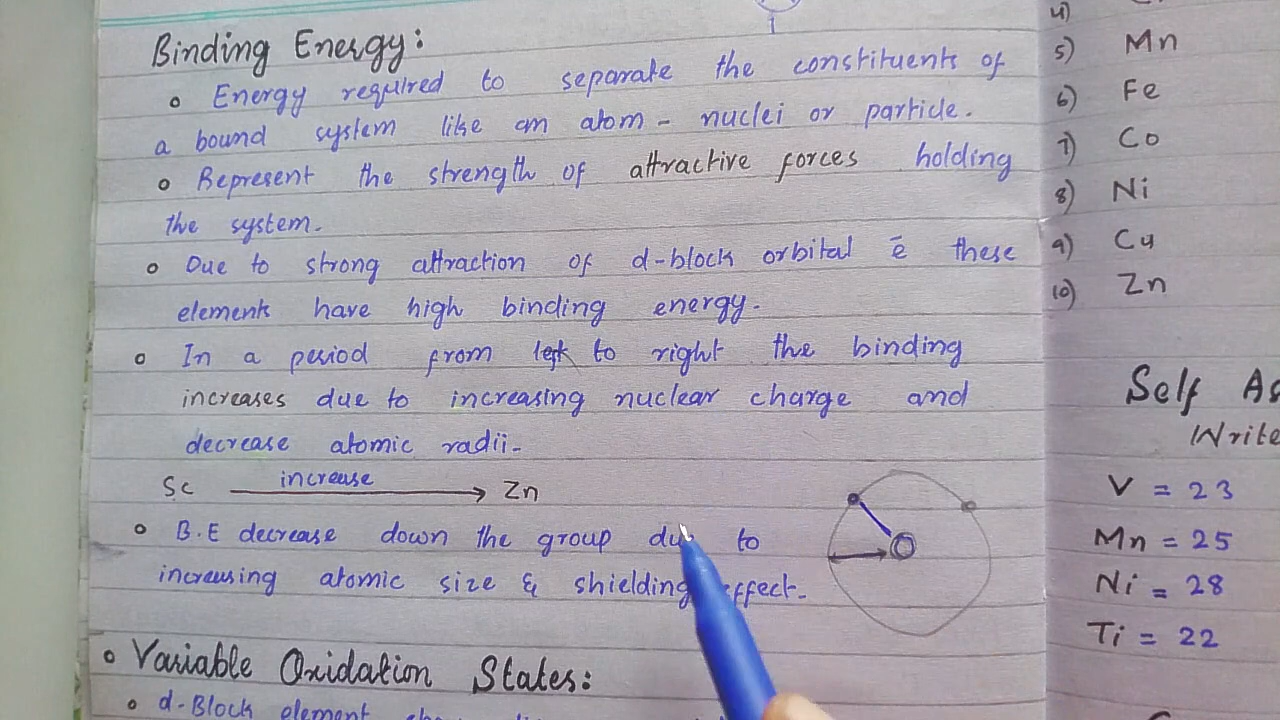 Binding Energy:
Energy required to separate the constituents of
a bound system like an atom - nuclei or particle.
Represent the strength of attractive forces holding
the system.
Due to strong attraction of d-block orbital ē these
elements have high binding energy.
In a period from left to right the binding
increases due to increasing nuclear charge and
decrease atomic radii.
increase
Sc → Zn
B.E decrease down the group to
increasing atomic size & shielding effect.
Variable Oxidation States:
d-Block element
4)
5) Mn
6) Fe
7) Co
8) Ni
9) Cu
10) Zn
Self As
Write
V = 23
Mn = 25
Ni = 28
Ti = 22